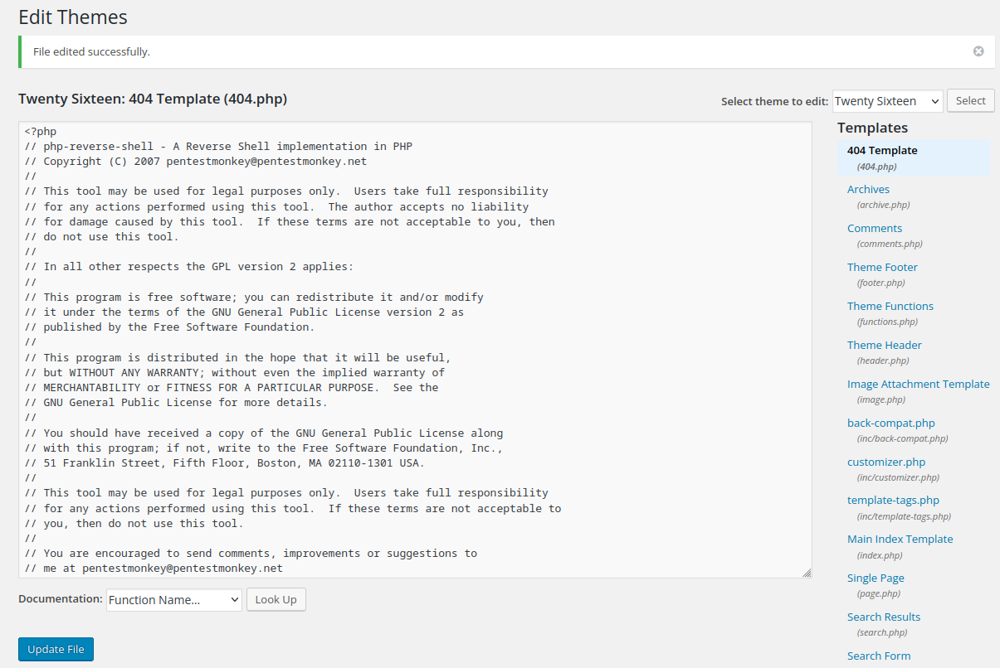 Edit Themes
File edited successfully.
Twenty Sixteen: 404 Template (404.php)
Select theme to edit: Twenty Sixteen Select
<?php
// php-reverse-shell - A Reverse Shell implementation in PHP
// Copyright (C) 2007 pentestmonkey@pentestmonkey.net
//
// This tool may be used for legal purposes only.  Users take full responsibility
// for any actions performed using this tool.  The author accepts no liability
// for damage caused by this tool.  If these terms are not acceptable to you, then
// do not use this tool.
//
// In all other respects the GPL version 2 applies:
//
// This program is free software; you can redistribute it and/or modify
// it under the terms of the GNU General Public License version 2 as
// published by the Free Software Foundation.
//
// This program is distributed in the hope that it will be useful,
// but WITHOUT ANY WARRANTY; without even the implied warranty of
// MERCHANTABILITY or FITNESS FOR A PARTICULAR PURPOSE.  See the
// GNU General Public License for more details.
//
// You should have received a copy of the GNU General Public License along
// with this program; if not, write to the Free Software Foundation, Inc.,
// 51 Franklin Street, Fifth Floor, Boston, MA 02110-1301 USA.
//
// This tool may be used for legal purposes only.  Users take full responsibility
// for any actions performed using this tool.  If these terms are not acceptable to
// you, then do not use this tool.
//
// You are encouraged to send comments, improvements or suggestions to
// me at pentestmonkey@pentestmonkey.net
Documentation: Function Name... Look Up
Update File
Templates
404 Template
(404.php)
Archives
(archive.php)
Comments
(comments.php)
Theme Footer
(footer.php)
Theme Functions
(functions.php)
Theme Header
(header.php)
Image Attachment Template
(image.php)
back-compat.php
(inc/back-compat.php)
customizer.php
(inc/customizer.php)
template-tags.php
(inc/template-tags.php)
Main Index Template
(index.php)
Single Page
(page.php)
Search Results
(search.php)
Search Form